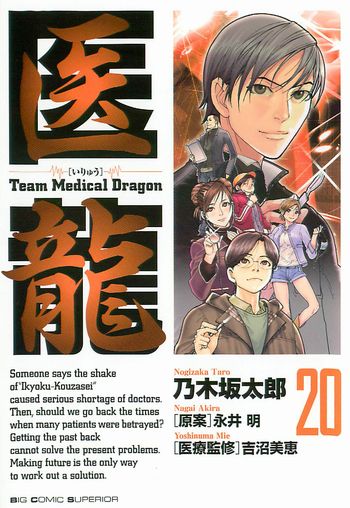 医
[いりゅう]
Team Medical Dragon
龍
Someone says the shake
of"Ikyoku-Kouzasei"
caused serious shortage of doctors.
Then, should we go back the times
when many patients were betrayed?
Getting the past back
cannot solve the present problems.
Making future is the only way
to work out a solution.
BIG COMIC SUPERIOR
Nogizaka Taro
乃木坂太郎
Nagai Akira
[原案]永井 明
Yoshinuma Mie
[医療監修]吉沼美恵
20